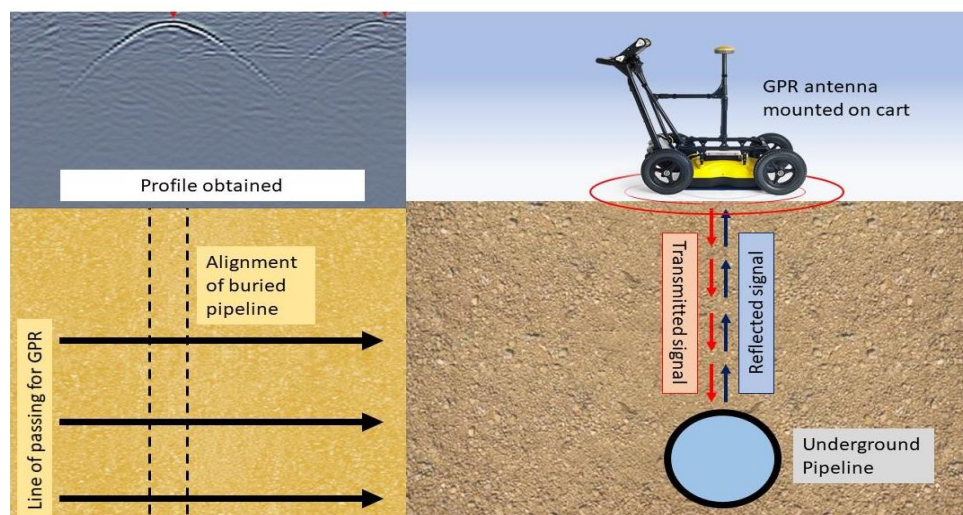 Profile obtained
Alignment
of buried
pipeline
Line of passing for GPR
GPR antenna
mounted on cart
Transmitted signal
Reflected signal
Underground
Pipeline